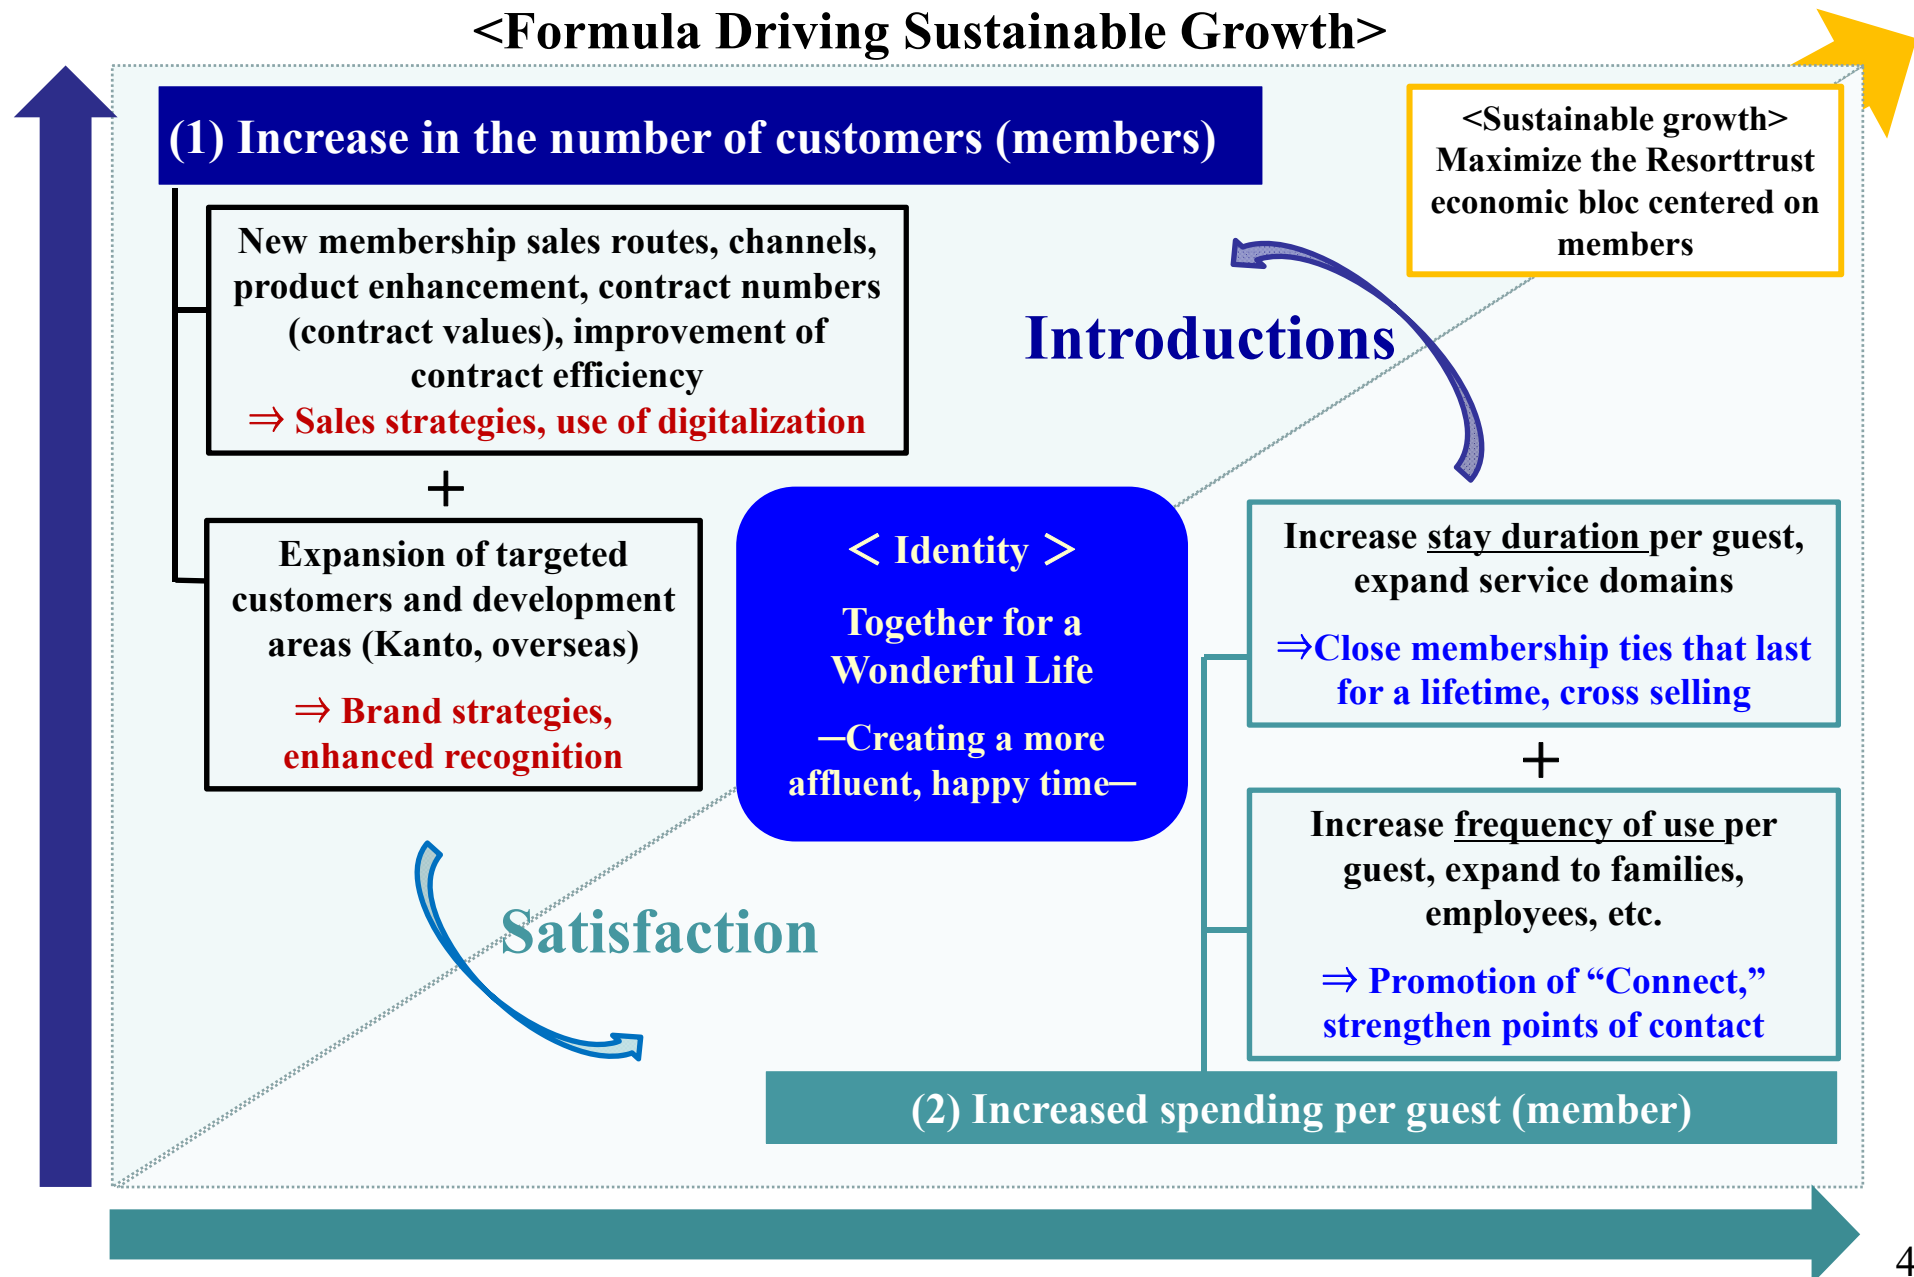 <Formula Driving Sustainable Growth>
(1) Increase in the number of customers (members)
<Sustainable growth>
Maximize the Resorttrust
economic bloc centered on
members
New membership sales routes, channels,
product enhancement, contract numbers
(contract values), improvement of
contract efficiency
⇒ Sales strategies, use of digitalization
+
Expansion of targeted
customers and development
areas (Kanto, overseas)
⇒ Brand strategies,
enhanced recognition
Introductions
< Identity >
Together for a
Wonderful Life
—Creating a more
affluent, happy time—
Satisfaction
Increase stay duration per guest,
expand service domains
⇒Close membership ties that last
for a lifetime, cross selling
+
Increase frequency of use per
guest, expand to families,
employees, etc.
⇒ Promotion of “Connect,”
strengthen points of contact
(2) Increased spending per guest (member)
4